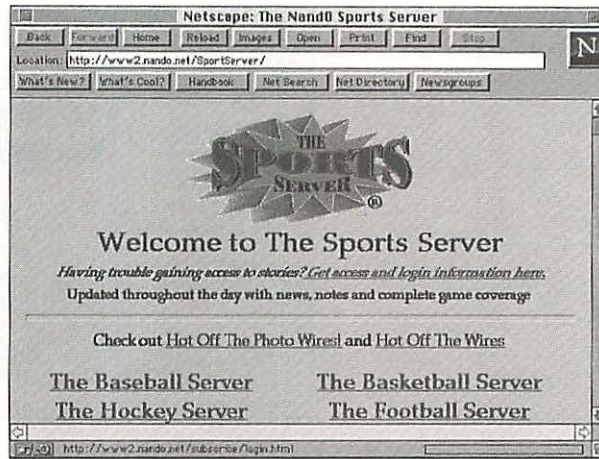 Netscape: The NandO Sports Server
Back Forward Home Reload Images Open Print Find Stop
N
Location: http://www2.nando.net/SportServer/
What's New? What's Cool? Handbook Net Search Net Directory Newsgroups
THE
SPORTS
SERVER
®
Welcome to The Sports Server
Having trouble gaining access to stories? Get access and login information here.
Updated throughout the day with news, notes and complete game coverage
Check out Hot Off The Photo Wires! and Hot Off The Wires
The Baseball Server The Basketball Server
The Hockey Server The Football Server
http://www2.nando.net/subscribe/login.html